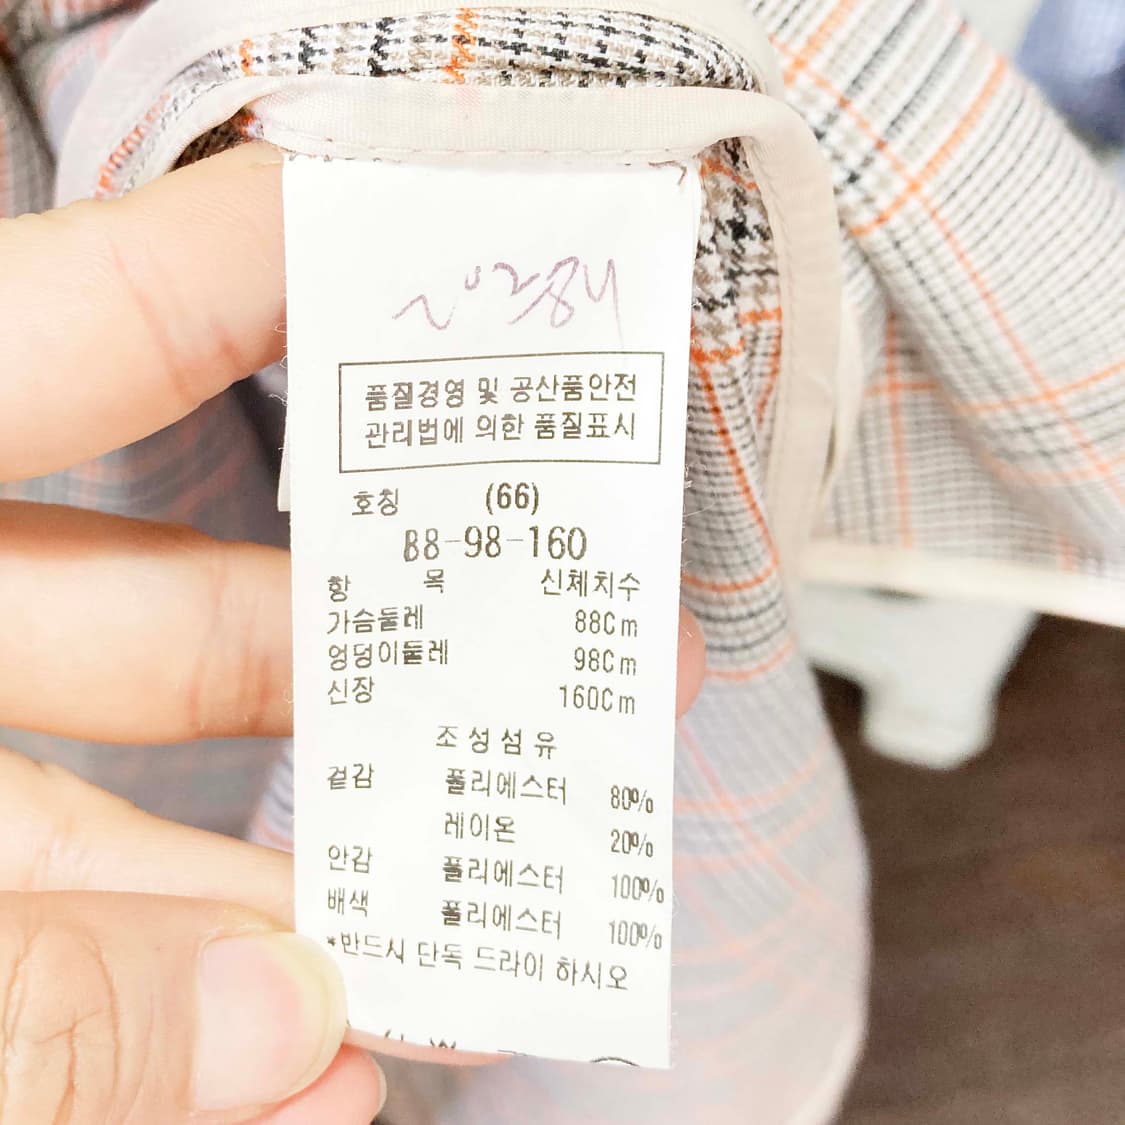 품질경영 및 공산품안전
관리법에 의한 품질표시
호칭 (66)
88-98-160
항 목 신체치수
가슴둘레 88Cm
엉덩이둘레 98Cm
신장 160Cm
조성섬유
겉감 폴리에스터 80%
레이온 20%
안감 폴리에스터 100%
배색 폴리에스터 100%
*반드시 단독 드라이 하시오